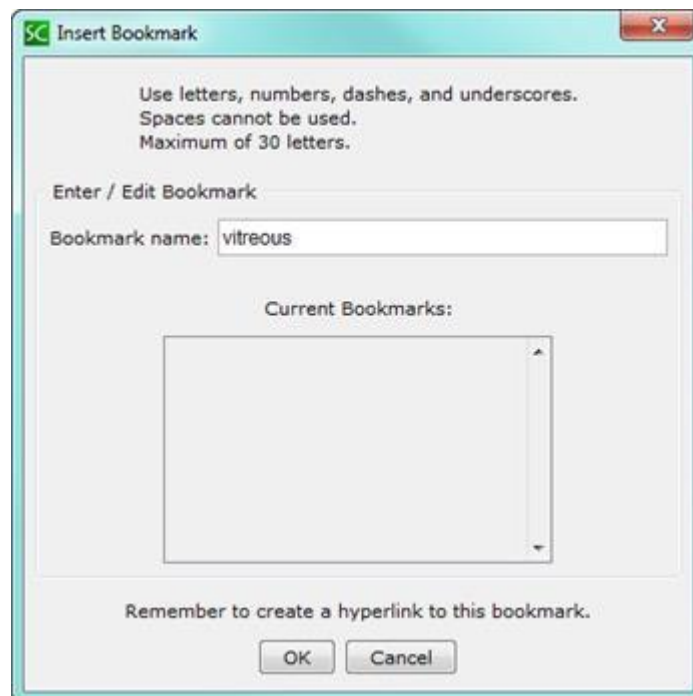 SC Insert Bookmark
Use letters, numbers, dashes, and underscores.
Spaces cannot be used.
Maximum of 30 letters.
Enter / Edit Bookmark
Bookmark name: vitreous
Current Bookmarks:
Remember to create a hyperlink to this bookmark.
OK Cancel